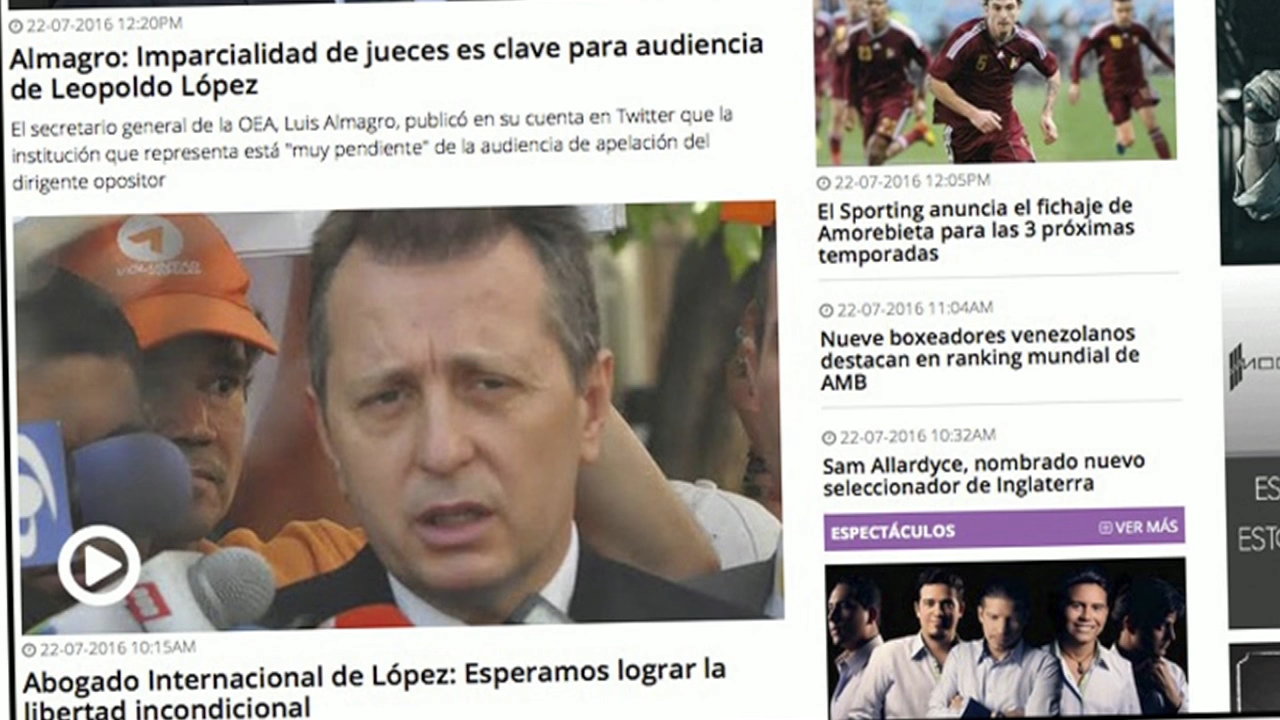 22-07-2016 12:20PM
Almagro: Imparcialidad de jueces es clave para audiencia
de Leopoldo López
El secretario general de la OEA, Luis Almagro, publicó en su cuenta en Twitter que la
institución que representa está "muy pendiente" de la audiencia de apelación del
dirigente opositor
22-07-2016 10:15AM
Abogado Internacional de López: Esperamos lograr la
libertad incondicional
22-07-2016 12:05PM
El Sporting anuncia el fichaje de
Amorebieta para las 3 próximas
temporadas
22-07-2016 11:04AM
Nueve boxeadores venezolanos
destacan en ranking mundial de
AMB
22-07-2016 10:32AM
Sam Allardyce, nombrado nuevo
seleccionador de Inglaterra
ESPECTÁCULOS
VER MÁS
ES
EST